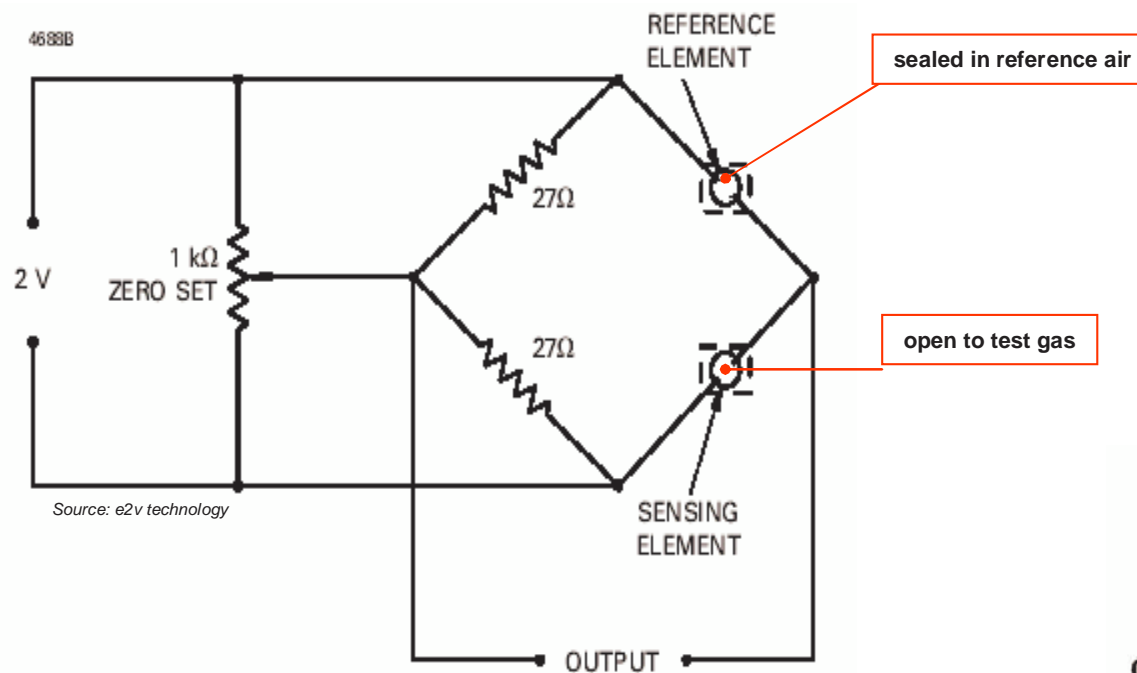 4688B
REFERENCE
ELEMENT
sealed in reference air
27Ω
1 kΩ
ZERO SET
2 V
27Ω
open to test gas
Source: e2v technology
SENSING
ELEMENT
OUTPUT